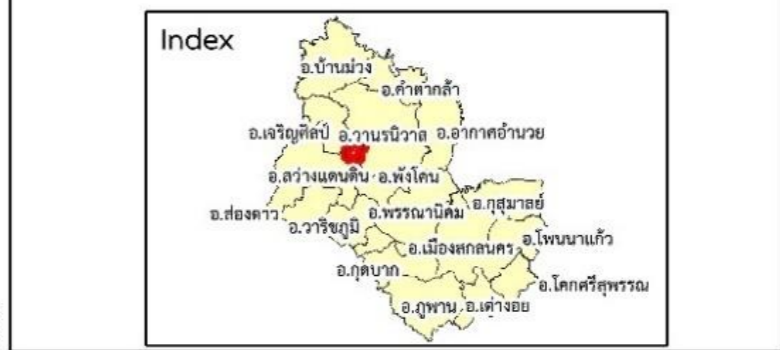 Index
อ.บ้านม่วง
อ.คำตากล้า
อ.เจริญศิลป์ อ.วานรนิวาส อ.อากาศอำนวย
อ.สว่างแดนดิน อ.พังโคน
อ.ส่องดาว อ.วาริชภูมิ อ.พรรณานิคม อ.กุสุมาลย์
อ.เมืองสกลนคร อ.โพนนาแก้ว
อ.กุดบาก อ.โคกศรีสุพรรณ
อ.ภูพาน อ.เต่างอย